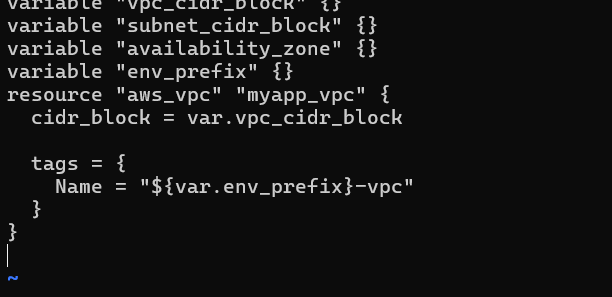 variable "vpc_cidr_block" {}
variable "subnet_cidr_block" {}
variable "availability_zone" {}
variable "env_prefix" {}
resource "aws_vpc" "myapp_vpc" {
  cidr_block = var.vpc_cidr_block

  tags = {
    Name = "${var.env_prefix}-vpc"
  }
}
~